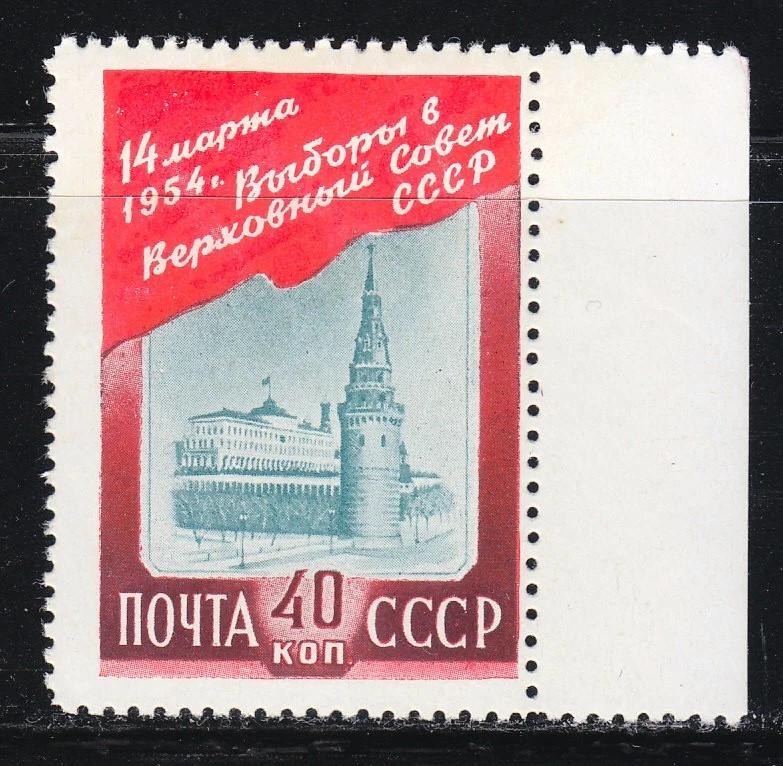 14 марта
1954 г. Выборы в
Верховный Совет
СССР
ПОЧТА 40 КОП. СССР